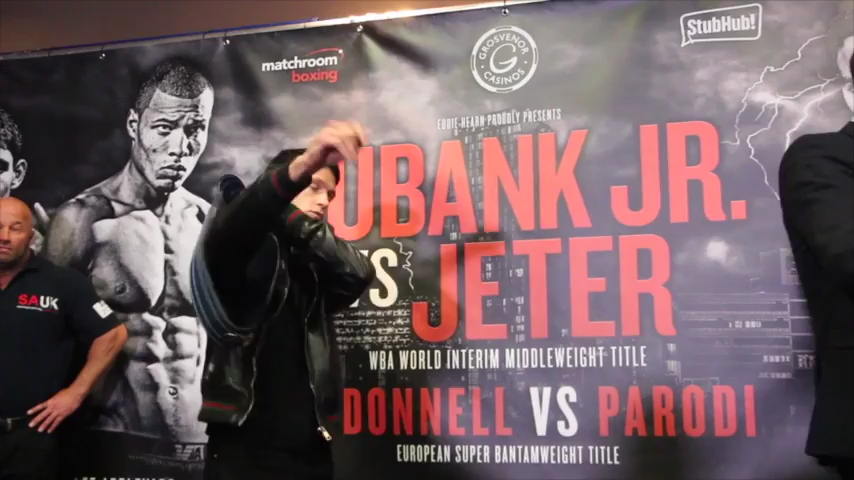 matchroom
boxing
GROSVENOR
G
CASINOS
StubHub!
EDDIE HEARN PROUDLY PRESENTS
UBANK JR.
VS JETER
WBA WORLD INTERIM MIDDLEWEIGHT TITLE
DONNELL VS PARODI
EUROPEAN SUPER BANTAMWEIGHT TITLE
SAUK